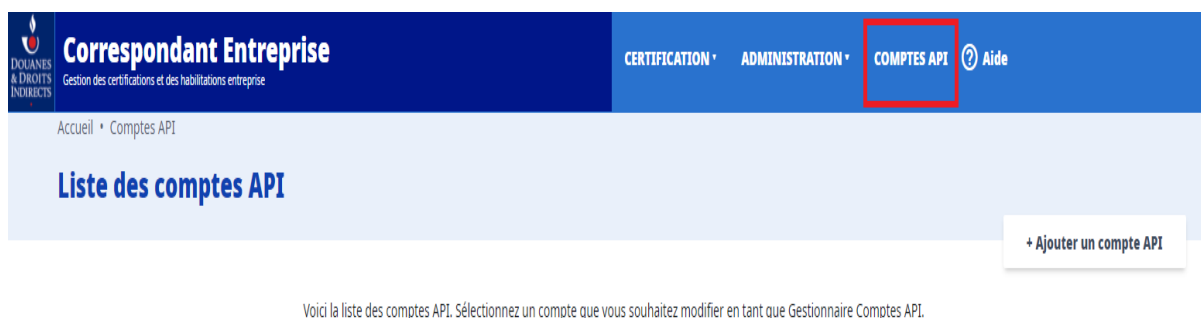 DOUANES
& DROITS
INDIRECTS
Correspondant Entreprise
Gestion des certifications et des habilitations entreprise
CERTIFICATION ▾ ADMINISTRATION ▾ COMPTES API ? Aide
Accueil • Comptes API
Liste des comptes API
+ Ajouter un compte API
Voici la liste des comptes API. Sélectionnez un compte que vous souhaitez modifier en tant que Gestionnaire Comptes API.